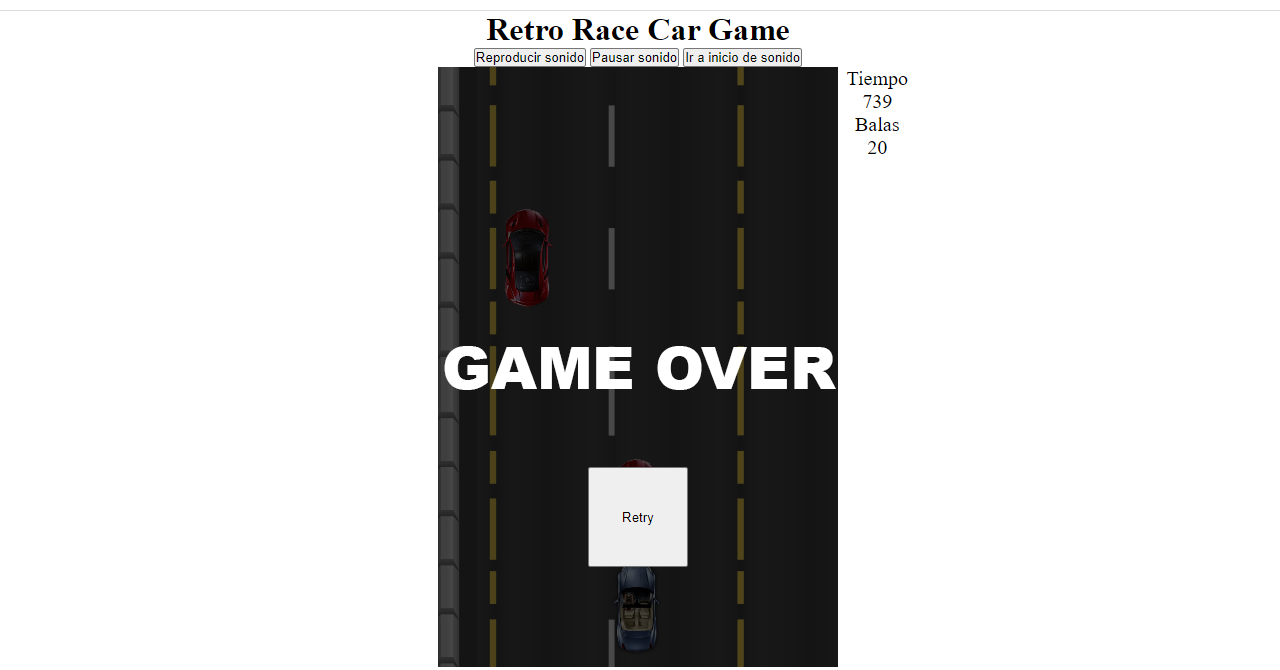 Retro Race Car Game
Reproducir sonido Pausar sonido Ir a inicio de sonido
Tiempo
739
Balas
20
GAME OVER
Retry